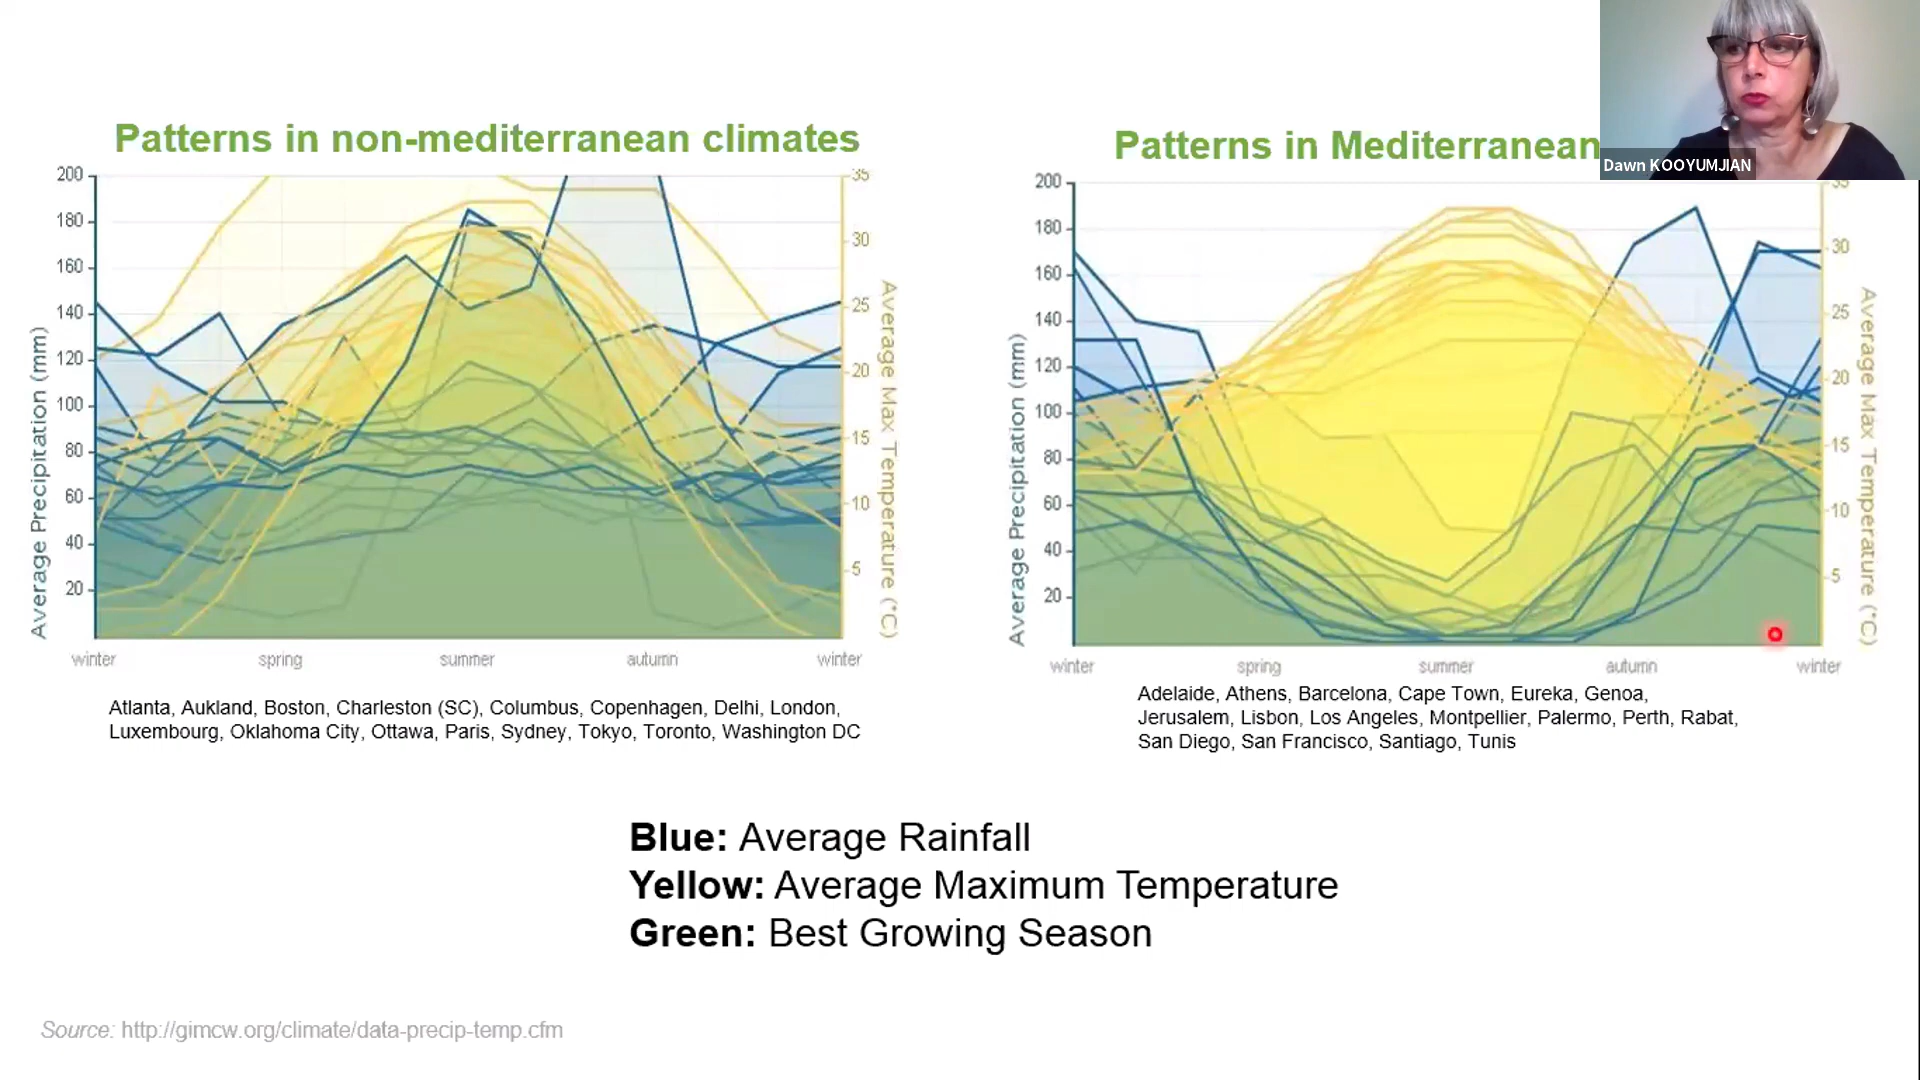 Patterns in non-mediterranean climates
200
180
160
140
120
100
80
60
40
20
Average Precipitation (mm)
35
30
25
20
15
10
5
Average Max Temperature (°C)
winter spring summer autumn winter
Atlanta, Aukland, Boston, Charleston (SC), Columbus, Copenhagen, Delhi, London,
Luxembourg, Oklahoma City, Ottawa, Paris, Sydney, Tokyo, Toronto, Washington DC
Patterns in Mediterranean
Dawn KOOYUMJIAN
200
180
160
140
120
100
80
60
40
20
Average Precipitation (mm)
35
30
25
20
15
10
5
Average Max Temperature (°C)
winter spring summer autumn winter
Adelaide, Athens, Barcelona, Cape Town, Eureka, Genoa,
Jerusalem, Lisbon, Los Angeles, Montpellier, Palermo, Perth, Rabat,
San Diego, San Francisco, Santiago, Tunis
Blue: Average Rainfall
Yellow: Average Maximum Temperature
Green: Best Growing Season
Source: http://gimcw.org/climate/data-precip-temp.cfm